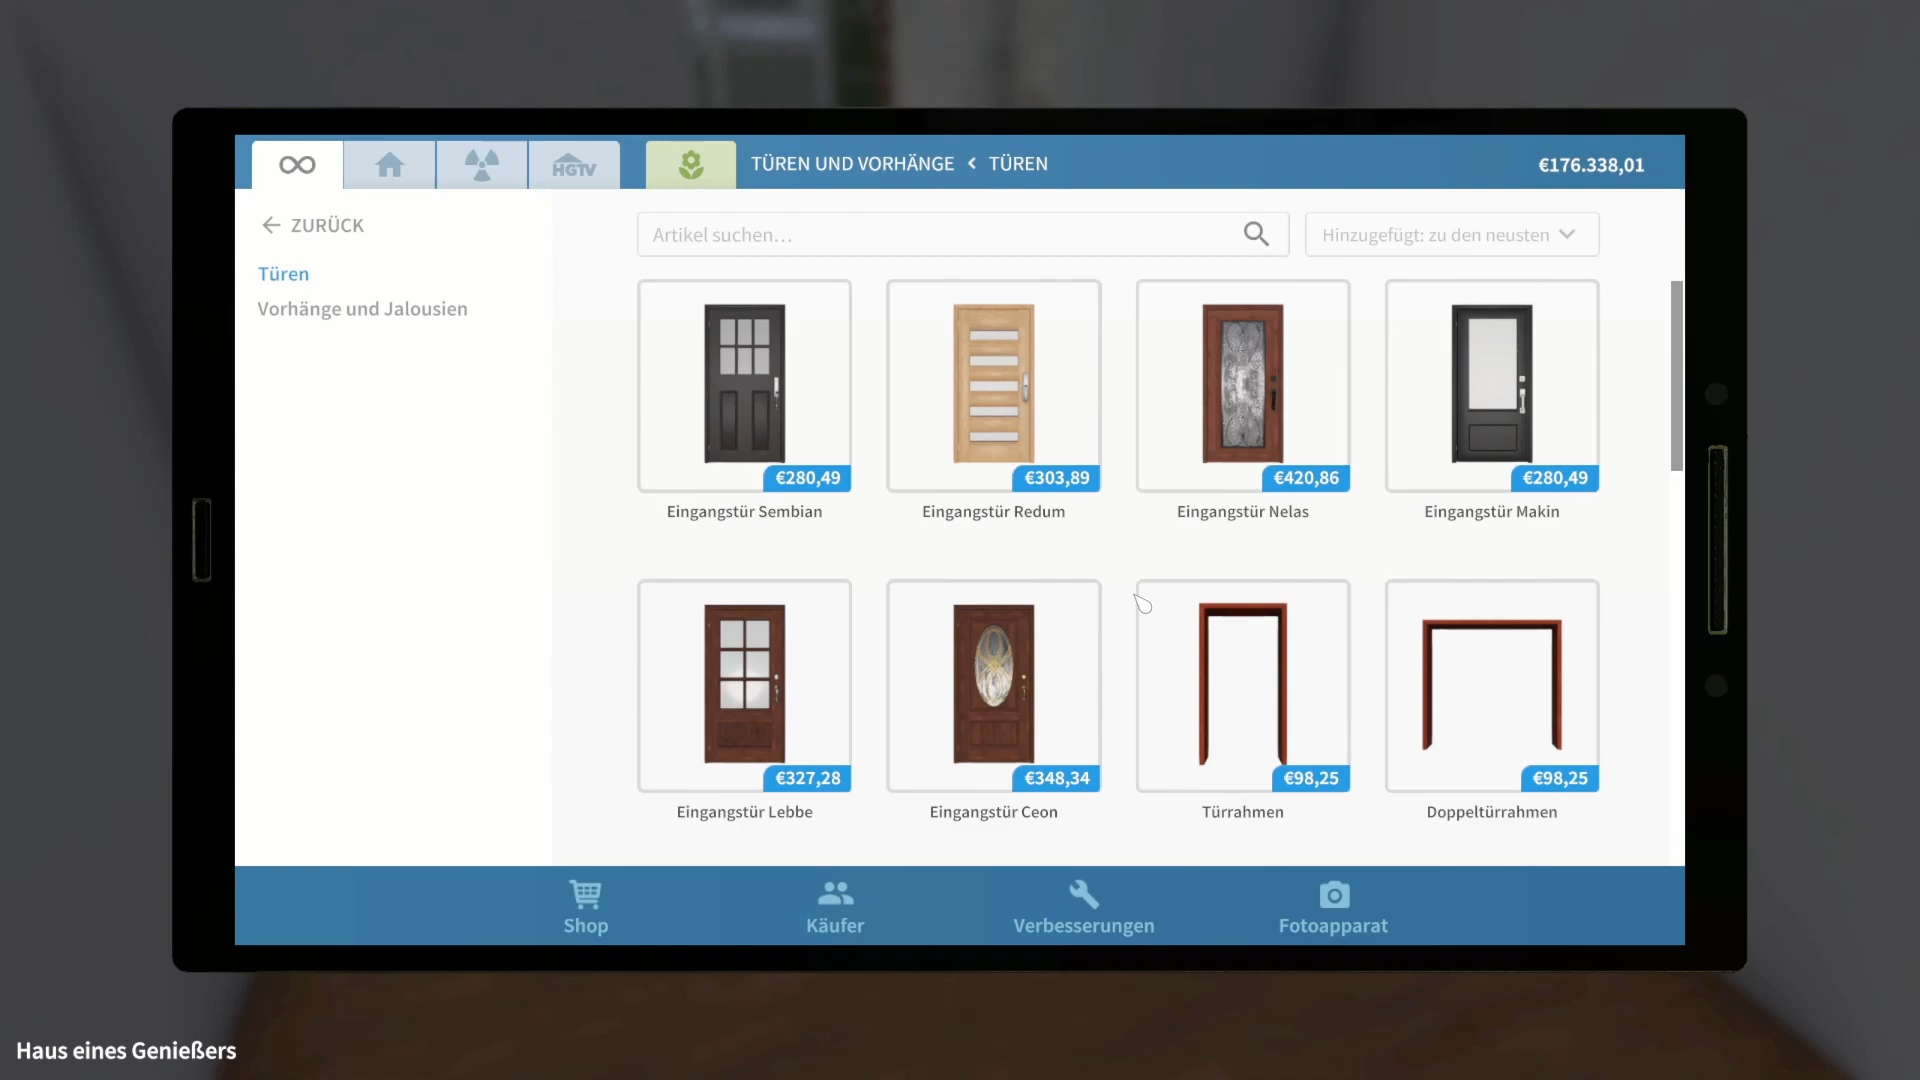 HGTV
TÜREN UND VORHÄNGE < TÜREN
€176.338,01
ZURÜCK
Türen
Vorhänge und Jalousien
Artikel suchen...
Hinzugefügt: zu den neusten
€280,49
€303,89
€420,86
€280,49
Eingangstür Sembian
Eingangstür Redum
Eingangstür Nelas
Eingangstür Makin
€327,28
€348,34
€98,25
€98,25
Eingangstür Lebbe
Eingangstür Ceon
Türrahmen
Doppeltürrahmen
Shop
Käufer
Verbesserungen
Fotoapparat
Haus eines Genießers